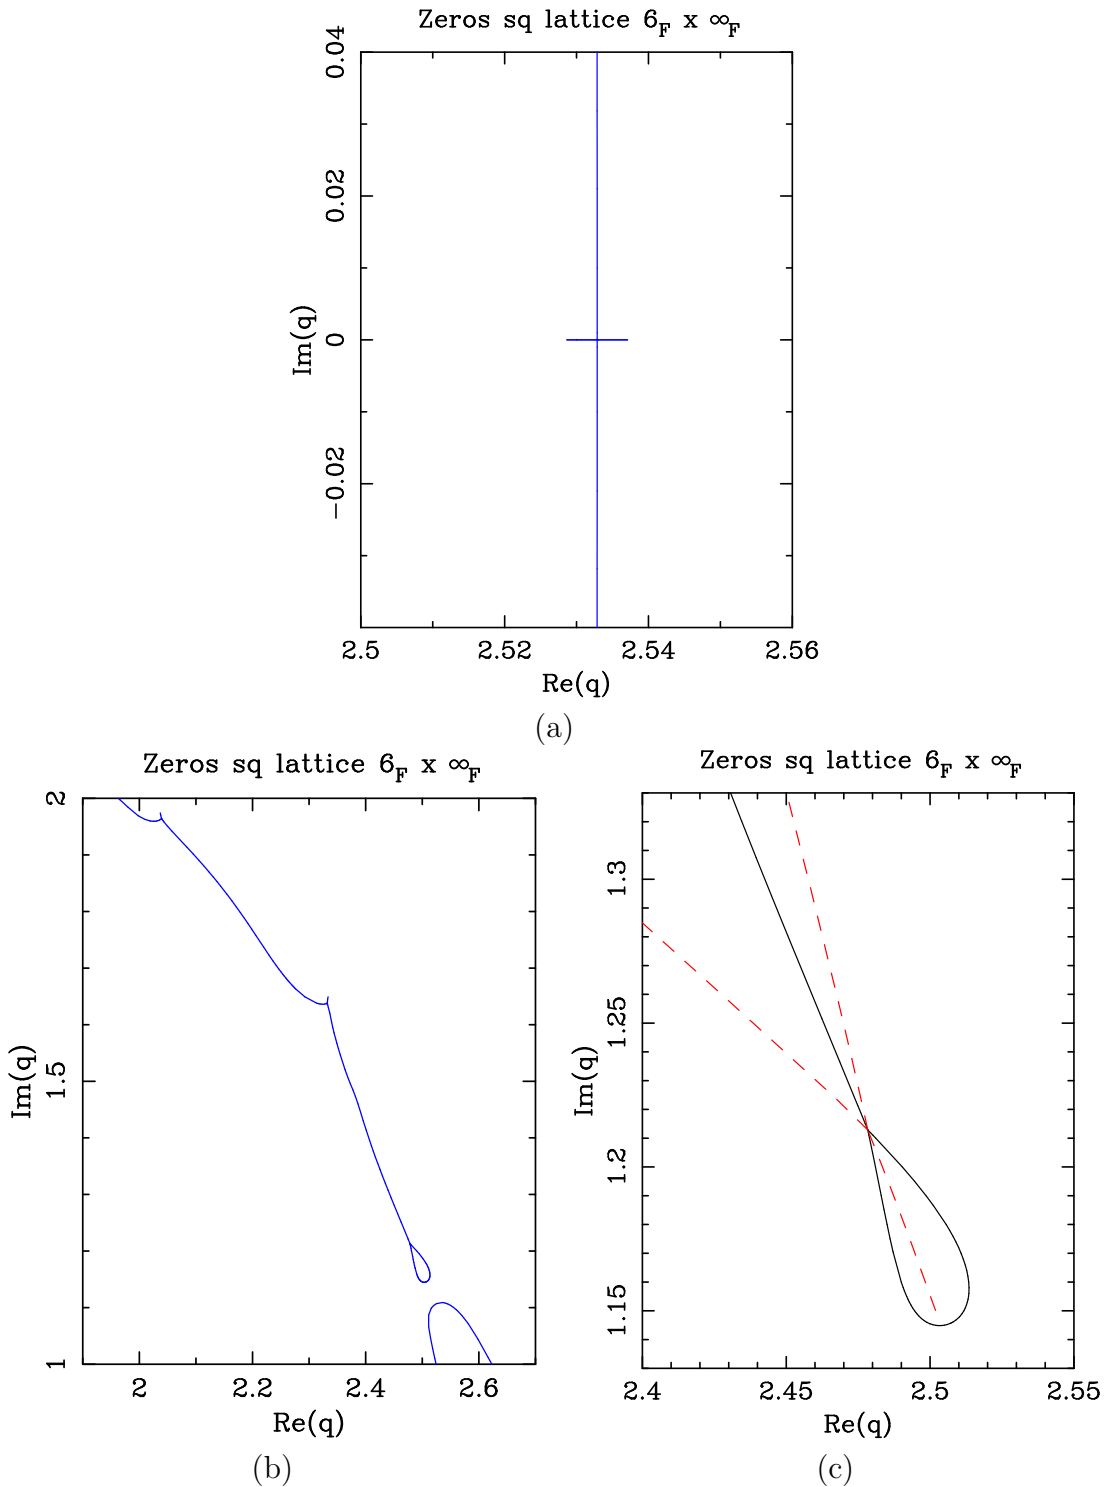 Zeros sq lattice 6F x ∞F
0.04
0.02
0
−0.02
Im(q)
2.5 2.52 2.54 2.56
Re(q)
(a)
Zeros sq lattice 6F x ∞F
2
1.5
1
Im(q)
2 2.2 2.4 2.6
Re(q)
(b)
Zeros sq lattice 6F x ∞F
1.3
1.25
1.2
1.15
Im(q)
2.4 2.45 2.5 2.55
Re(q)
(c)